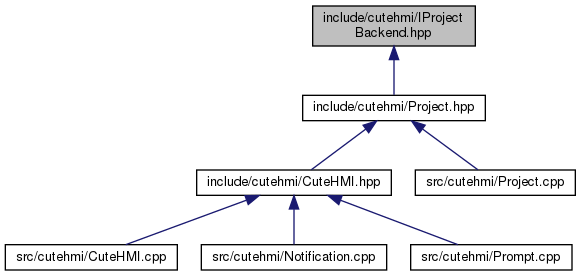 include/cutehmi/IProject
Backend.hpp
include/cutehmi/Project.hpp
include/cutehmi/CuteHMI.hpp
src/cutehmi/Project.cpp
src/cutehmi/CuteHMI.cpp
src/cutehmi/Notification.cpp
src/cutehmi/Prompt.cpp